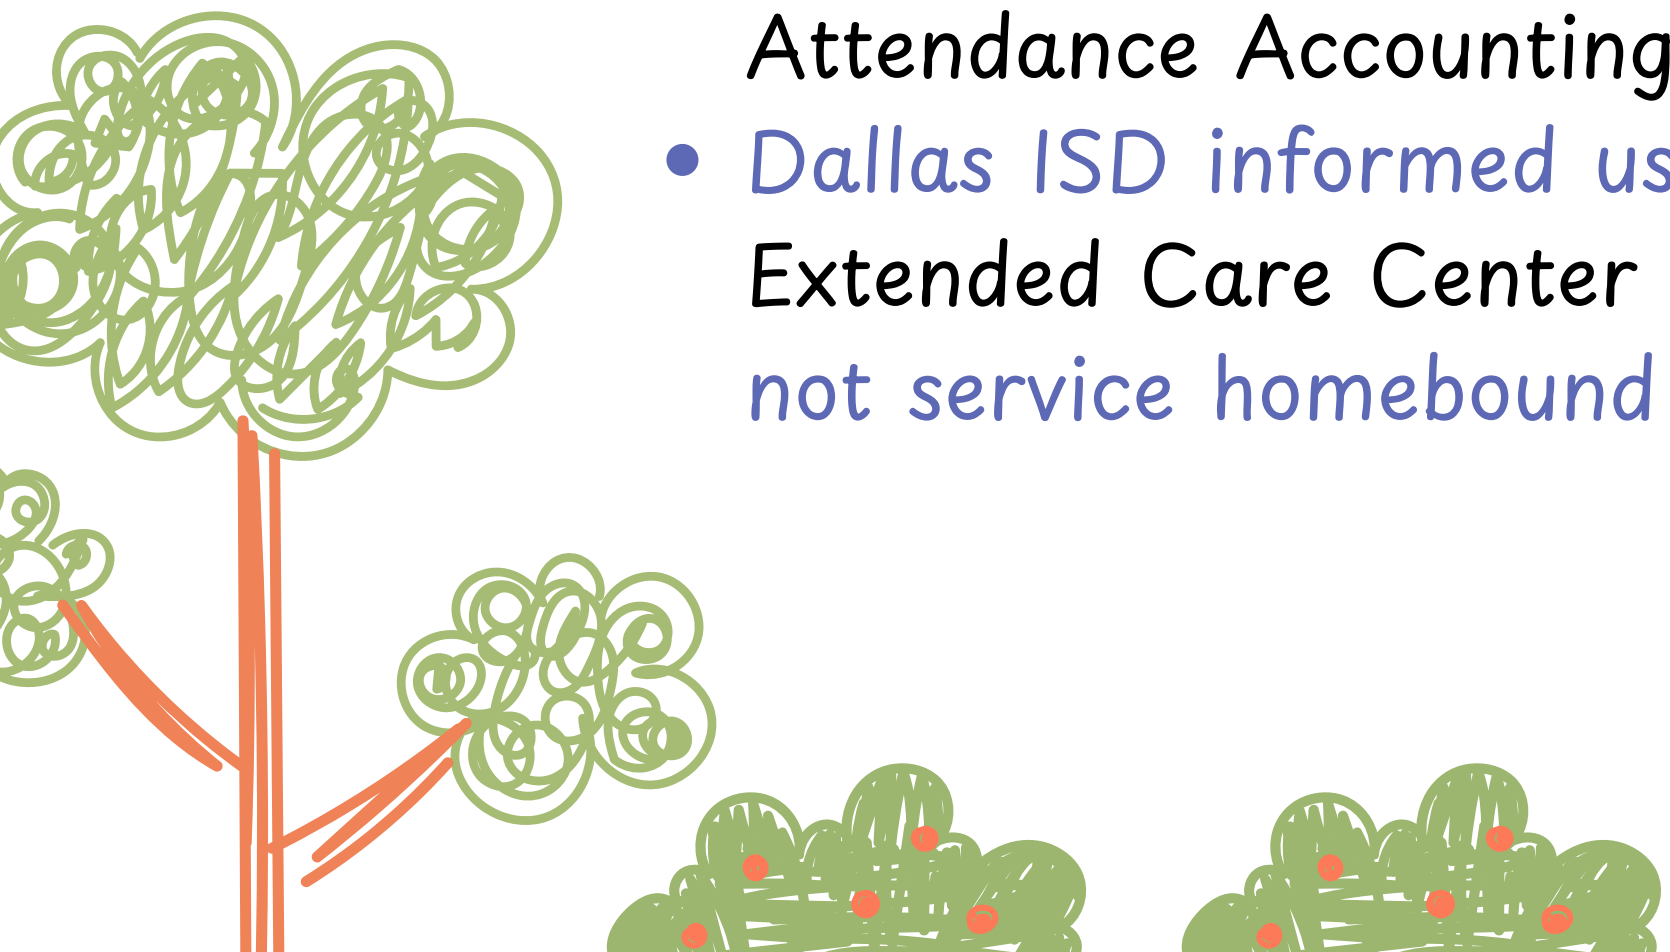 Attendance Accounting
• Dallas ISD informed us
Extended Care Center
not service homebound